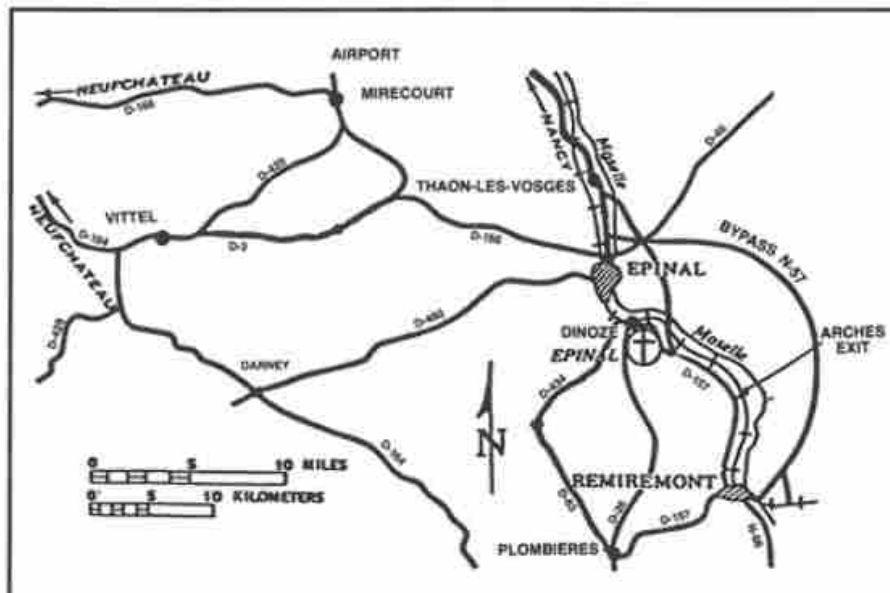 AIRPORT
NEUFCHATEAU
MIRECOURT
D-166
NANCY
Moselle
D-46
D-429
THAON-LES-VOSGES
NEUFCHATEAU
VITTEL
D-164
D-3
D-166
BYPASS N-57
EPINAL
D-460
D-429
DINOZE
Moselle
ARCHES
EXIT
EPINAL
DARNEY
D-157
D-434
N
D-164
0 5 10 MILES
0 5 10 KILOMETERS
REMIREMONT
D-63
D-157
PLOMBIERES